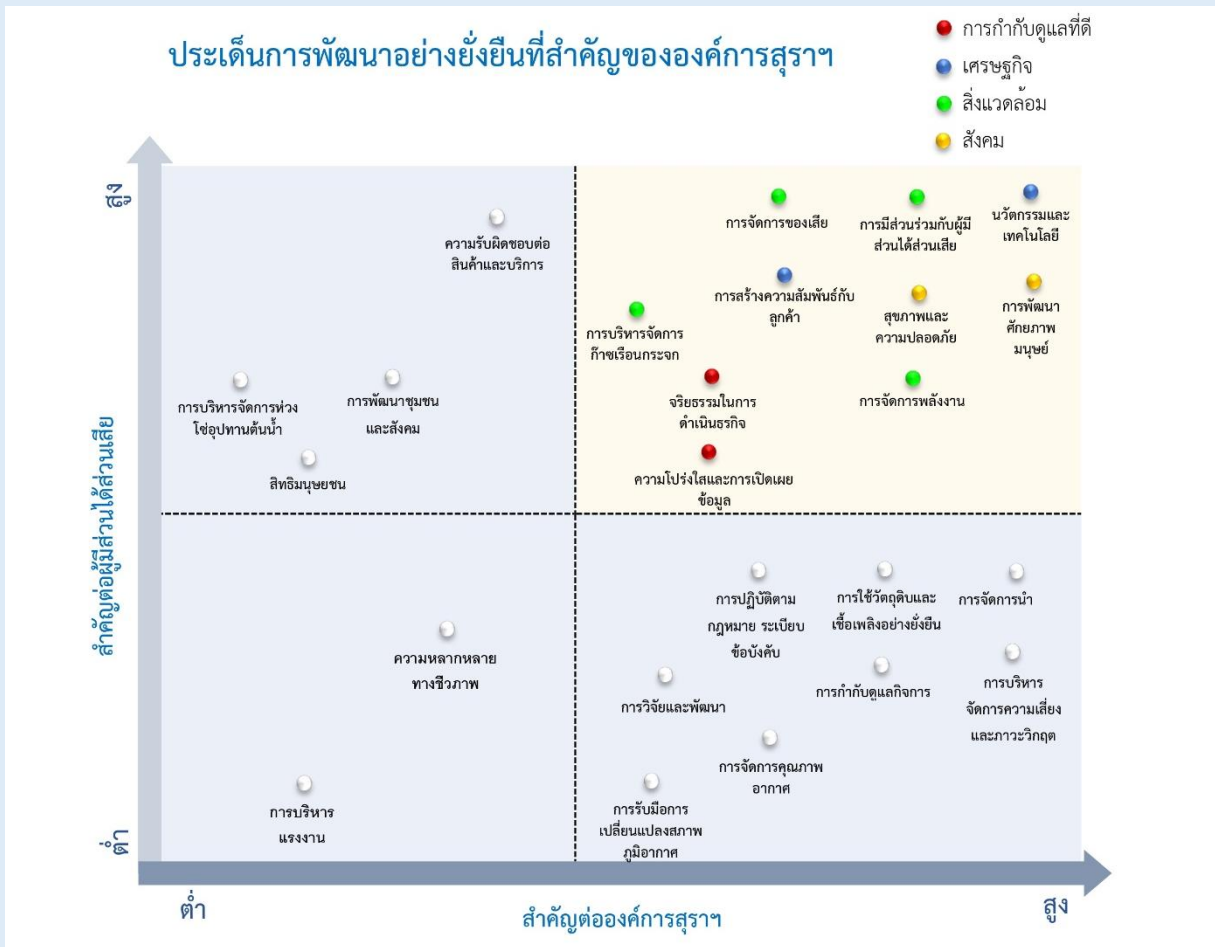 ประเด็นการพัฒนาอย่างยั่งยืนที่สำคัญขององค์การสุราฯ
การกำกับดูแลที่ดี
เศรษฐกิจ
สิ่งแวดล้อม
สังคม
สูง
ความรับผิดชอบต่อ
สินค้าและบริการ
การจัดการของเสีย
การมีส่วนร่วมกับผู้มี
ส่วนได้ส่วนเสีย
นวัตกรรมและ
เทคโนโลยี
การสร้างความสัมพันธ์กับ
ลูกค้า
สุขภาพและ
ความปลอดภัย
การพัฒนา
ศักยภาพ
มนุษย์
การบริหารจัดการ
ก๊าซเรือนกระจก
การบริหารจัดการห่วง
โซ่อุปทานต้นน้ำ
การพัฒนาชุมชน
และสังคม
จริยธรรมในการ
ดำเนินธรกิจ
การจัดการพลังงาน
สิทธิมนุษยชน
ความโปร่งใสและการเปิดเผย
ข้อมูล
สำคัญต่อผู้มีส่วนได้ส่วนเสีย
การปฏิบัติตาม
กฎหมาย ระเบียบ
ข้อบังคับ
การใช้วัตถุดิบและ
เชื้อเพลิงอย่างยั่งยืน
การจัดการน้ำ
ความหลากหลาย
ทางชีวภาพ
การวิจัยและพัฒนา
การกำกับดูแลกิจการ
การบริหาร
จัดการความเสี่ยง
และภาวะวิกฤต
การจัดการคุณภาพ
อากาศ
การบริหาร
แรงงาน
การรับมือการ
เปลี่ยนแปลงสภาพ
ภูมิอากาศ
ต่ำ
ต่ำ
สำคัญต่อองค์การสุราฯ
สูง